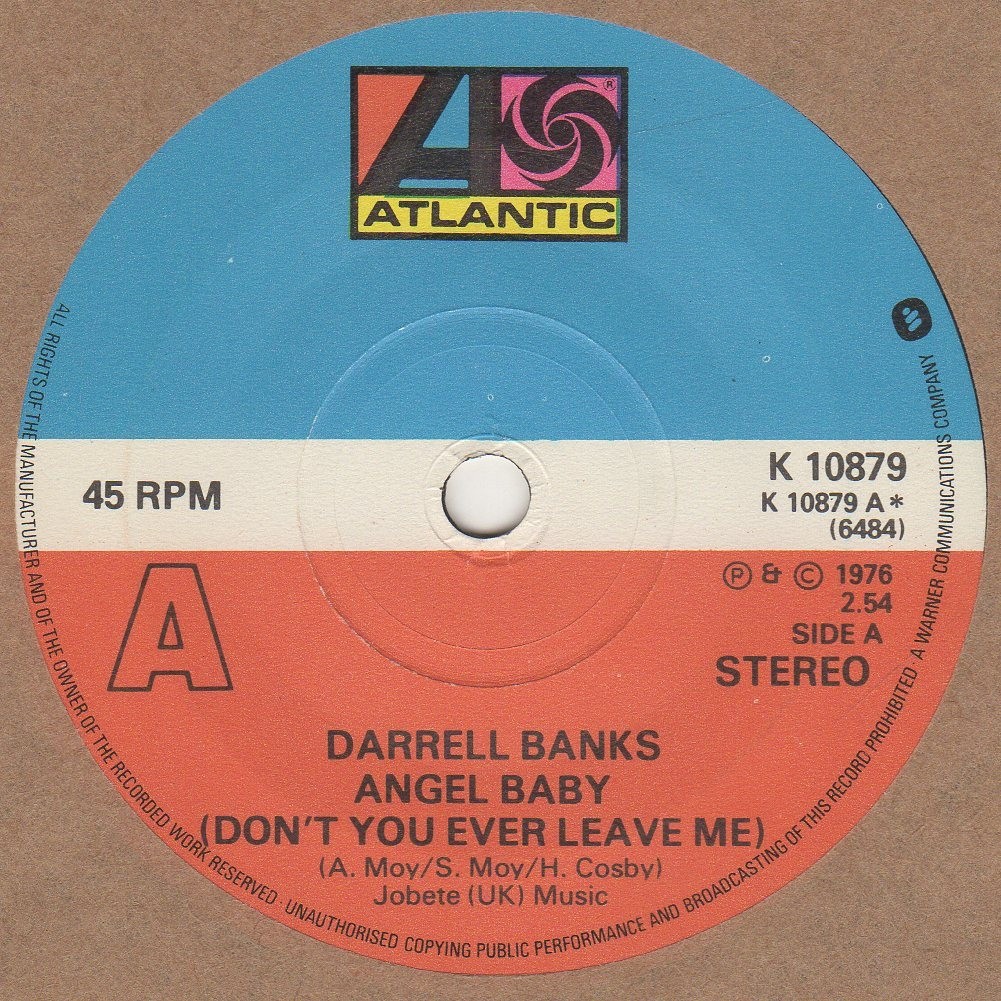 ATLANTIC
®
45 RPM
K 10879
K 10879 A*
(6484)
Ⓟ & © 1976
2.54
SIDE A
STEREO
A
DARRELL BANKS
ANGEL BABY
(DON'T YOU EVER LEAVE ME)
(A. Moy/S. Moy/H. Cosby)
Jobete (UK) Music
ALL RIGHTS OF THE MANUFACTURER AND OF THE OWNER OF THE RECORDED WORK RESERVED · UNAUTHORISED COPYING PUBLIC PERFORMANCE AND BROADCASTING OF THIS RECORD PROHIBITED · A WARNER COMMUNICATIONS COMPANY